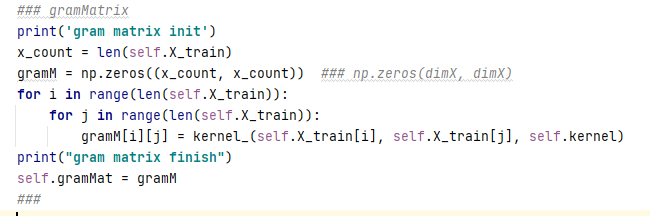 ### gramMatrix
print('gram matrix init')
x_count = len(self.X_train)
gramM = np.zeros((x_count, x_count))  ### np.zeros(dimX, dimX)
for i in range(len(self.X_train)):
    for j in range(len(self.X_train)):
        gramM[i][j] = kernel_(self.X_train[i], self.X_train[j], self.kernel)
print("gram matrix finish")
self.gramMat = gramM
###